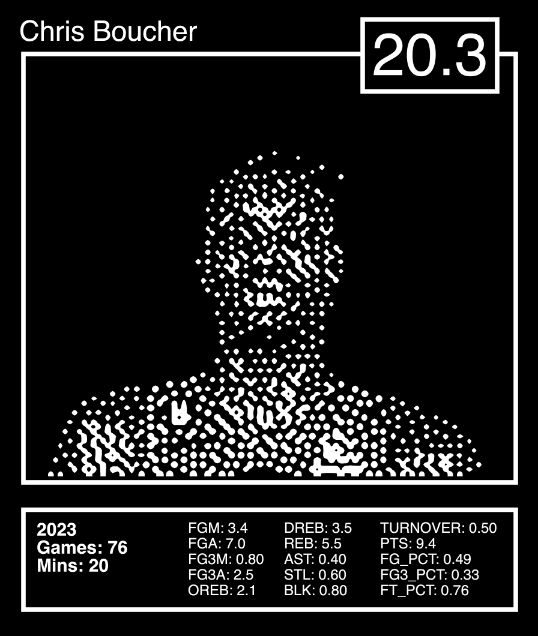 Chris Boucher
20.3
2023
Games: 76
Mins: 20
FGM: 3.4
FGA: 7.0
FG3M: 0.80
FG3A: 2.5
OREB: 2.1
DREB: 3.5
REB: 5.5
AST: 0.40
STL: 0.60
BLK: 0.80
TURNOVER: 0.50
PTS: 9.4
FG_PCT: 0.49
FG3_PCT: 0.33
FT_PCT: 0.76